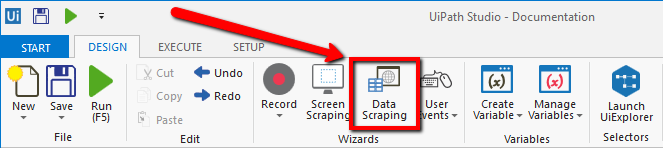 Ui
UiPath Studio - Documentation
START DESIGN EXECUTE SETUP
New
Save
Run
(F5)
Cut
Copy
Paste
Undo
Redo
Record
Screen
Scraping
Data
Scraping
User
Events
Create
Variable
Manage
Variables
Launch
UiExplorer
File
Edit
Wizards
Variables
Selectors
(x)
(x)